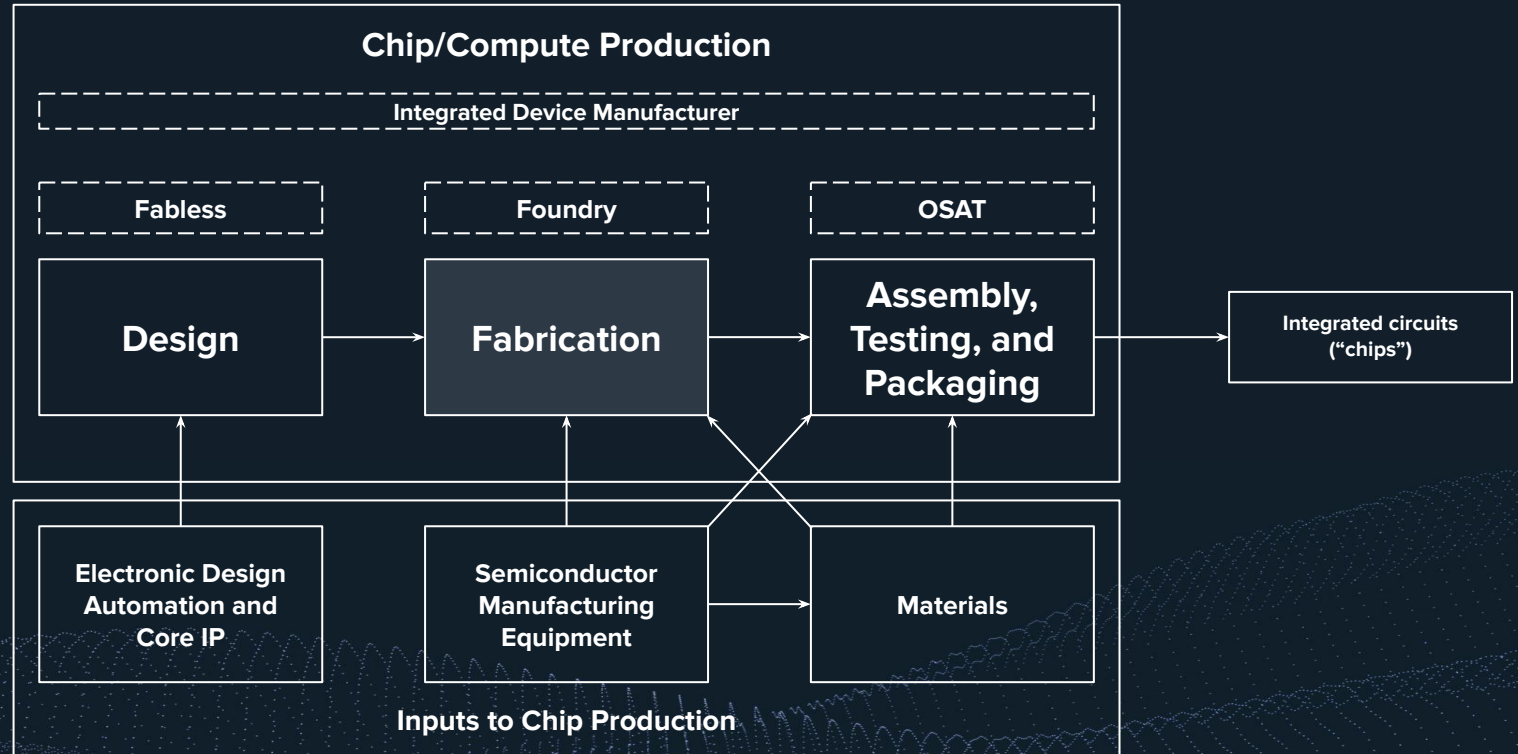 Chip/Compute Production
Integrated Device Manufacturer
Fabless
Foundry
OSAT
Design
Fabrication
Assembly,
Testing, and
Packaging
Integrated circuits
(“chips”)
Electronic Design
Automation and
Core IP
Semiconductor
Manufacturing
Equipment
Materials
Inputs to Chip Production